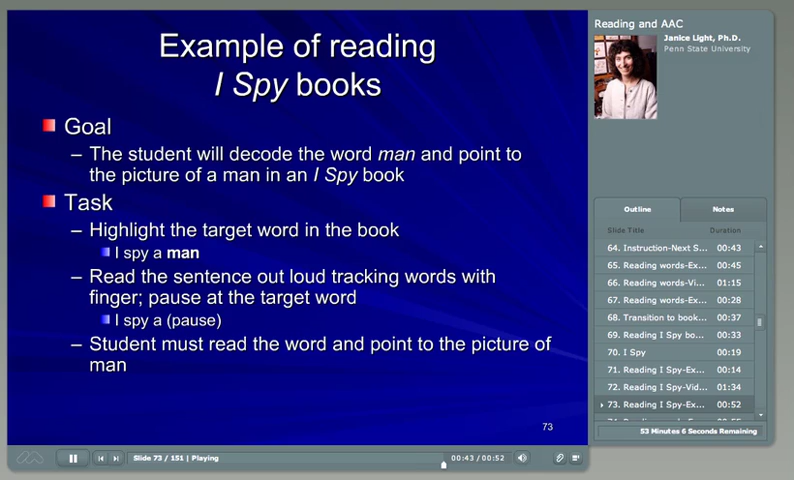 Example of reading
I Spy books
Goal
– The student will decode the word man and point to
the picture of a man in an I Spy book
Task
– Highlight the target word in the book
I spy a man
– Read the sentence out loud tracking words with
finger; pause at the target word
I spy a (pause)
– Student must read the word and point to the picture of
man
73
Slide 73 / 151 | Playing
00:43 / 00:52
Reading and AAC
Janice Light, Ph.D.
Penn State University
Outline
Notes
Slide Title Duration
64. Instruction-Next S... 00:43
65. Reading words-Ex... 00:45
66. Reading words-Vi... 01:15
67. Reading words-Ex... 00:28
68. Transition to book... 00:37
69. Reading I Spy bo... 00:33
70. I Spy 00:19
71. Reading I Spy-Ex... 00:14
72. Reading I Spy-Vid... 01:34
73. Reading I Spy-Ex... 00:52
53 Minutes 6 Seconds Remaining